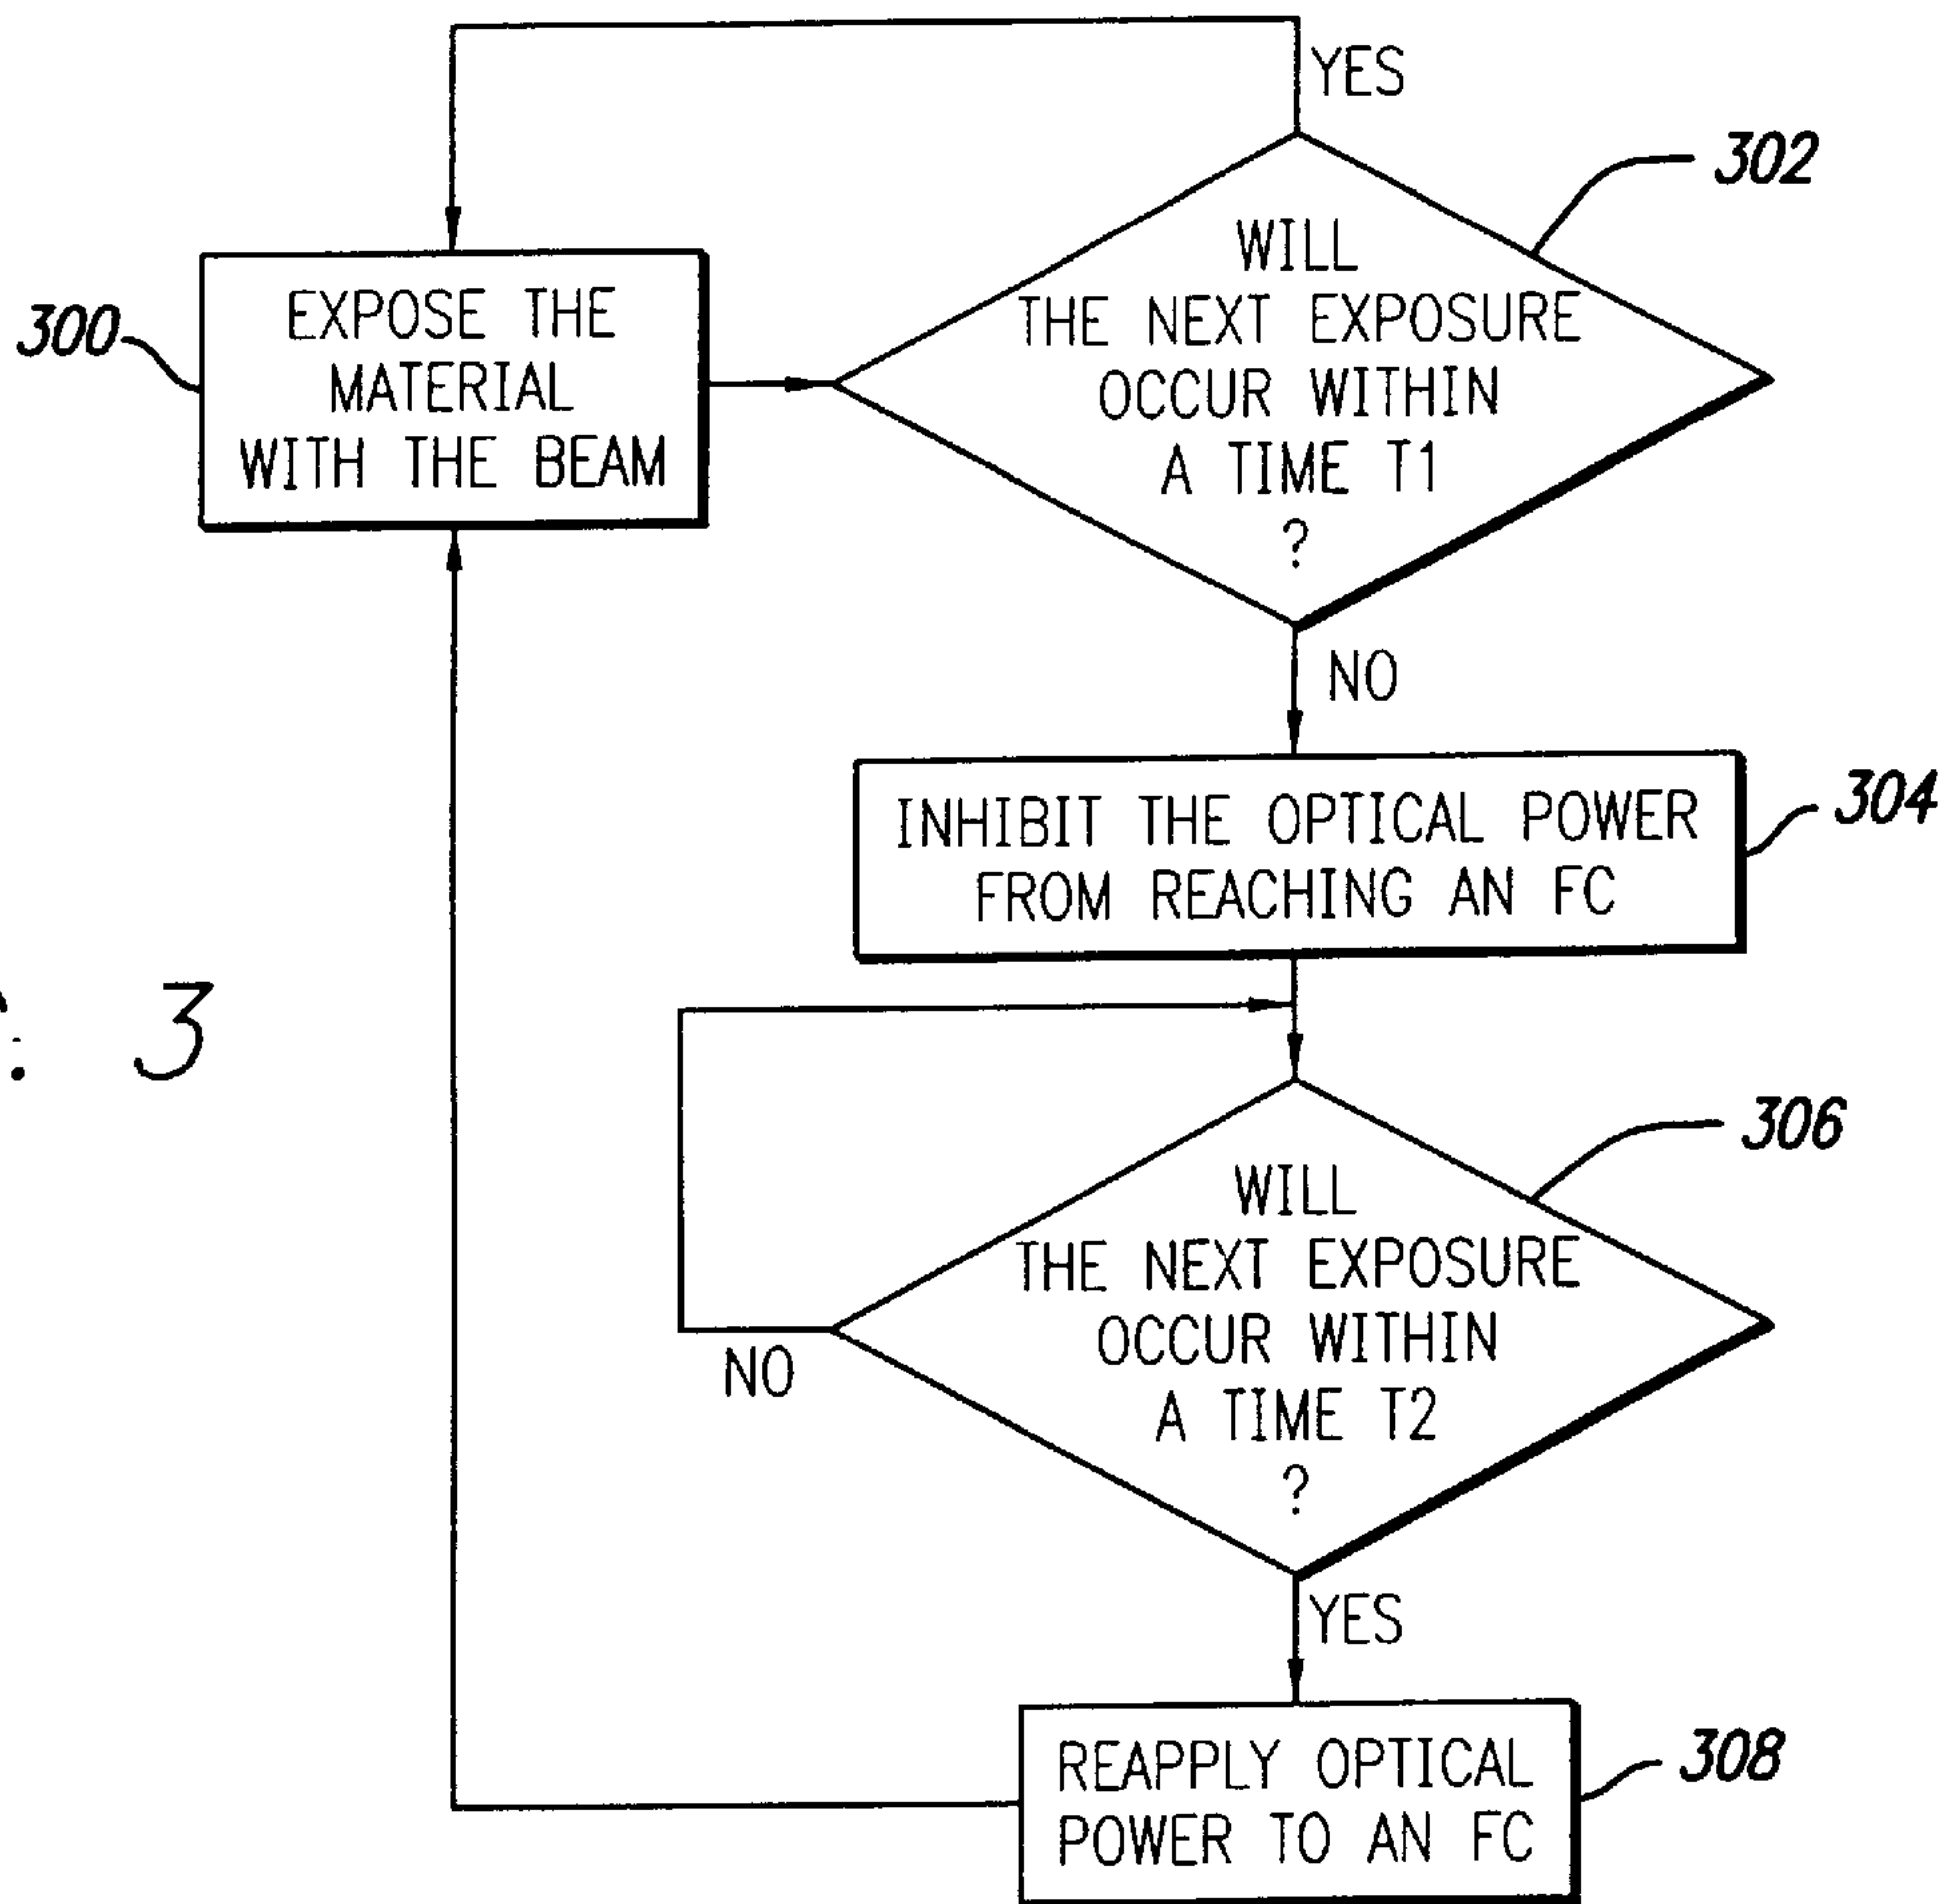 YES
302
300
EXPOSE THE
MATERIAL
WITH THE BEAM
WILL
THE NEXT EXPOSURE
OCCUR WITHIN
A TIME T1
?
NO
INHIBIT THE OPTICAL POWER
FROM REACHING AN FC
304
3
306
WILL
THE NEXT EXPOSURE
OCCUR WITHIN
A TIME T2
?
NO
YES
REAPPLY OPTICAL
POWER TO AN FC
308